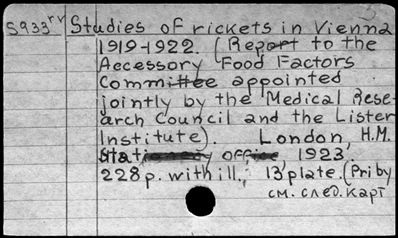 S933rv Studies of rickets in Vienna
1919-1922. (Report to the
Accessory Food Factors
Committee appointed
jointly by the Medical Rese-
arch Council and the Lister
Institute). London, H.M.
Stationery office, 1923.
228 p. with ill., 13 plate. (Pri by
см. след. карт